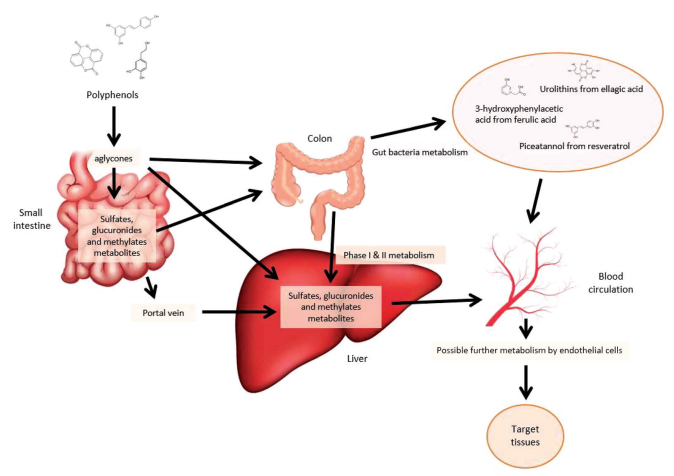 Polyphenols
aglycones
Small
intestine
Sulfates,
glucuronides
and methylates
metabolites
Portal vein
Colon
Gut bacteria metabolism
Urolithins from ellagic acid
3-hydroxyphenylacetic
acid from ferulic acid
Piceatannol from resveratrol
Phase I & II metabolism
Sulfates, glucuronides
and methylates
metabolites
Liver
Blood
circulation
Possible further metabolism by endothelial cells
Target
tissues